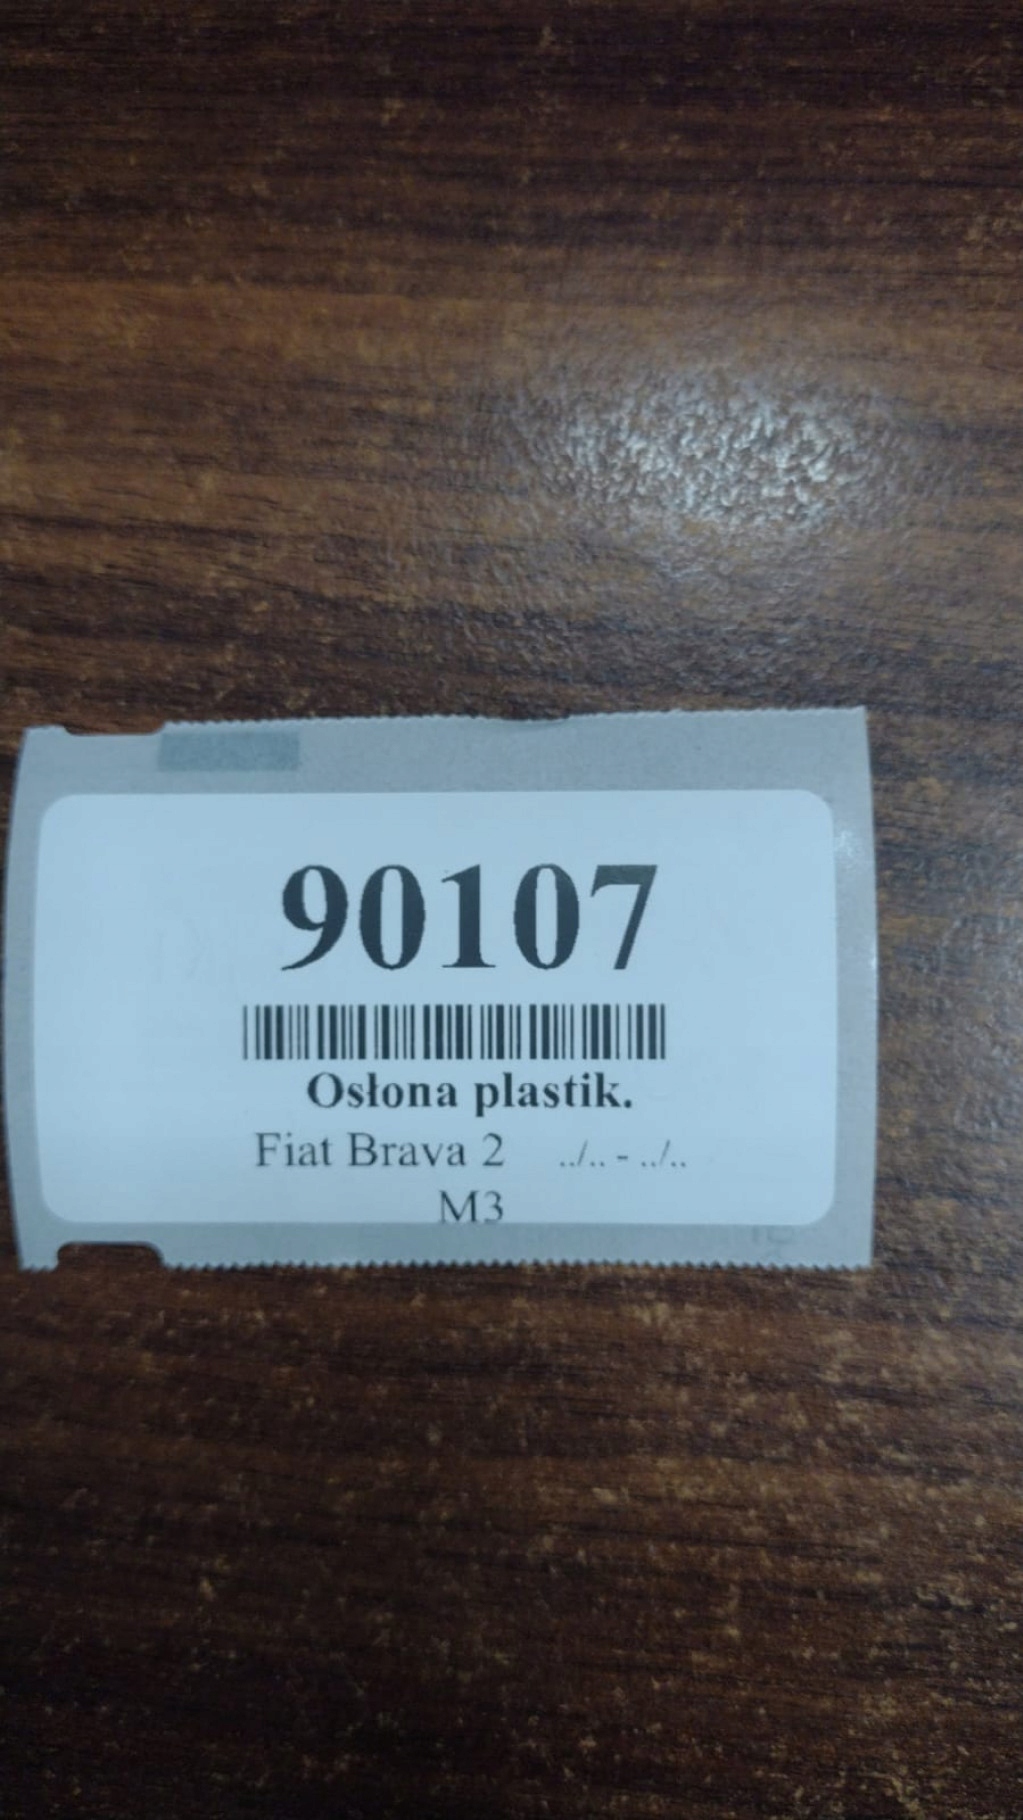 90107
Osłona plastik.
Fiat Brava 2 ../.. - ../..
M3